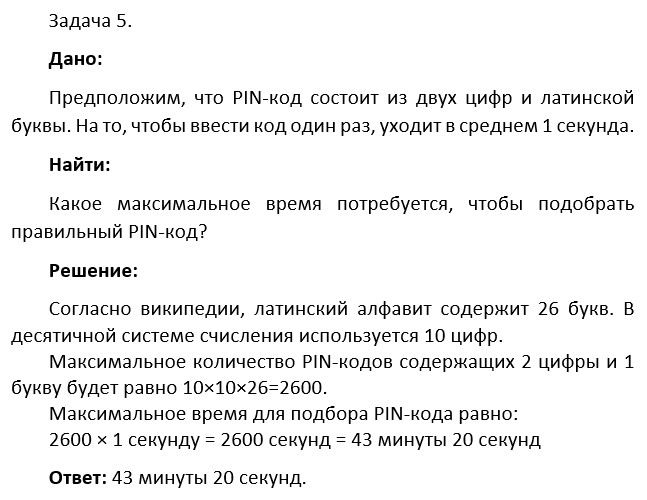 Задача 5.
Дано:
Предположим, что PIN-код состоит из двух цифр и латинской
буквы. На то, чтобы ввести код один раз, уходит в среднем 1 секунда.
Найти:
Какое максимальное время потребуется, чтобы подобрать
правильный PIN-код?
Решение:
Согласно википедии, латинский алфавит содержит 26 букв. В
десятичной системе счисления используется 10 цифр.
Максимальное количество PIN-кодов содержащих 2 цифры и 1
букву будет равно 10×10×26=2600.
Максимальное время для подбора PIN-кода равно:
2600 × 1 секунду = 2600 секунд = 43 минуты 20 секунд
Ответ: 43 минуты 20 секунд.